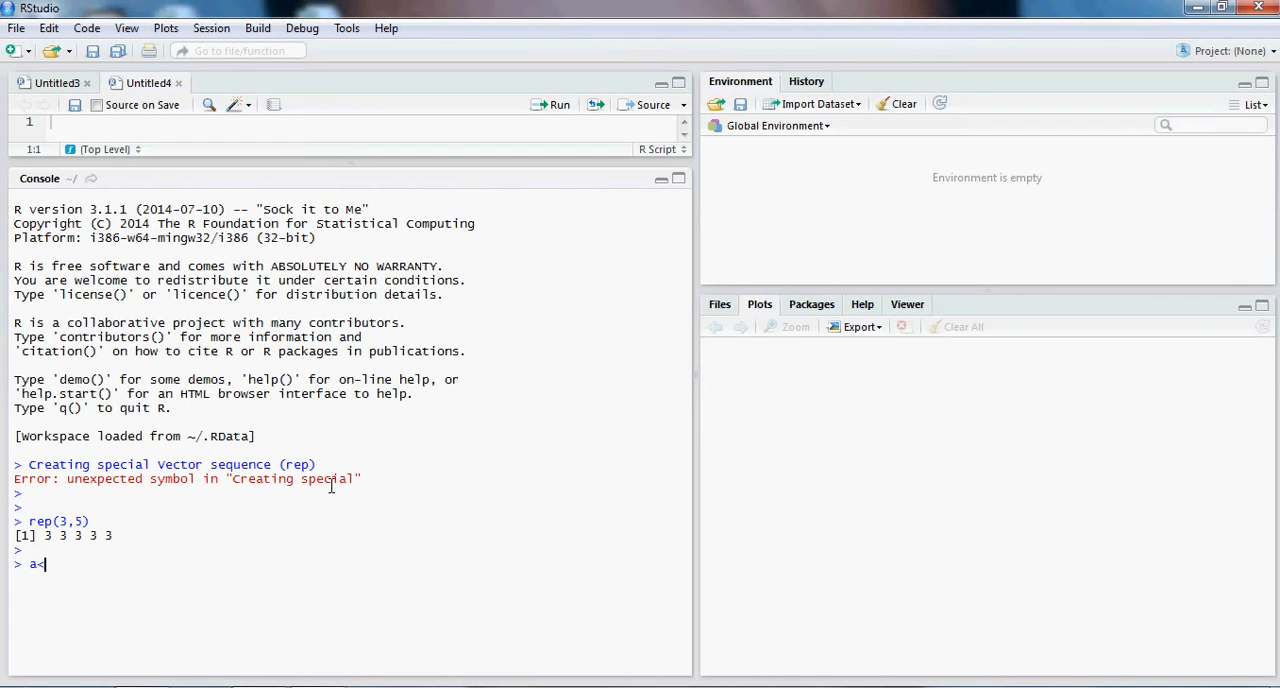 RStudio
File Edit Code View Plots Session Build Debug Tools Help
Go to file/function
Project: (None)
Untitled3 Untitled4
Source on Save Run Source
1
1:1 (Top Level) R Script
Console ~/
R version 3.1.1 (2014-07-10) -- "Sock it to Me"
Copyright (C) 2014 The R Foundation for Statistical Computing
Platform: i386-w64-mingw32/i386 (32-bit)
R is free software and comes with ABSOLUTELY NO WARRANTY.
You are welcome to redistribute it under certain conditions.
Type 'license()' or 'licence()' for distribution details.
R is a collaborative project with many contributors.
Type 'contributors()' for more information and
'citation()' on how to cite R or R packages in publications.
Type 'demo()' for some demos, 'help()' for on-line help, or
'help.start()' for an HTML browser interface to help.
Type 'q()' to quit R.
[Workspace loaded from ~/.RData]
> Creating special Vector sequence (rep)
Error: unexpected symbol in "Creating special"
>
>
> rep(3,5)
[1] 3 3 3 3 3
>
> a<
Environment History
Import Dataset Clear List
Global Environment
Environment is empty
Files Plots Packages Help Viewer
Zoom Export Clear All